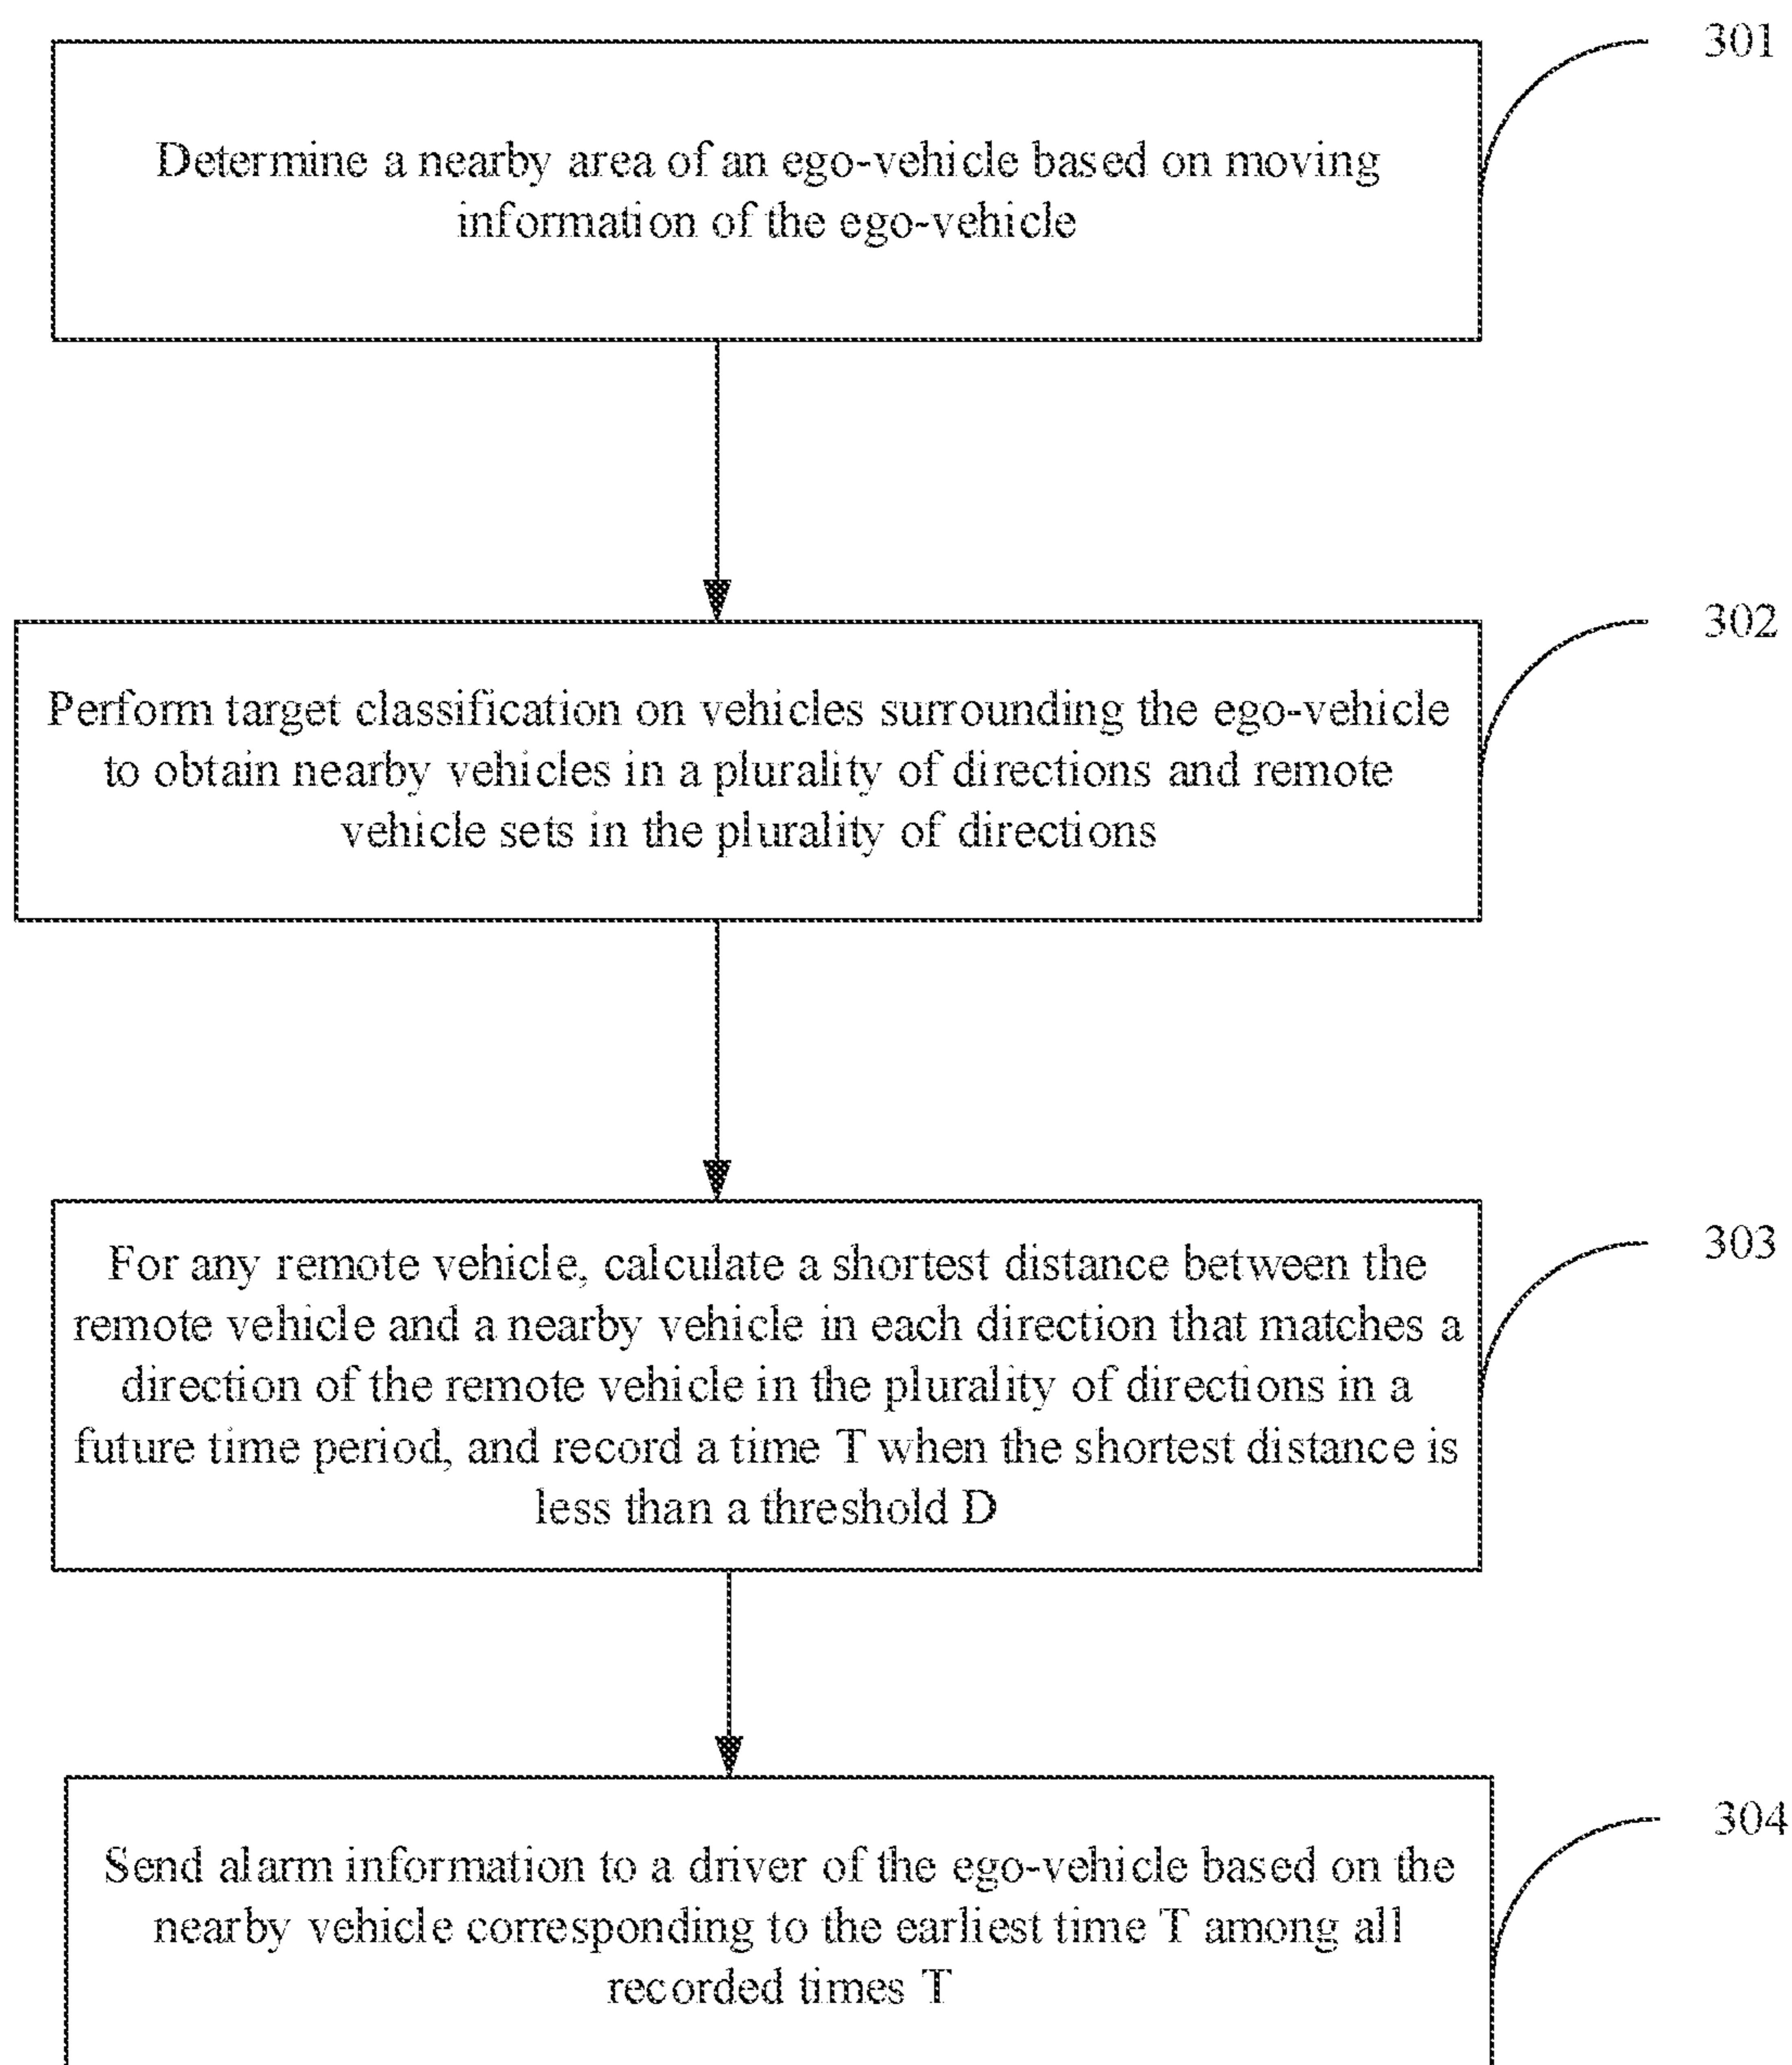 301
Determine a nearby area of an ego-vehicle based on moving
information of the ego-vehicle
302
Perform target classification on vehicles surrounding the ego-vehicle
to obtain nearby vehicles in a plurality of directions and remote
vehicle sets in the plurality of directions
303
For any remote vehicle, calculate a shortest distance between the
remote vehicle and a nearby vehicle in each direction that matches a
direction of the remote vehicle in the plurality of directions in a
future time period, and record a time T when the shortest distance is
less than a threshold D
304
Send alarm information to a driver of the ego-vehicle based on the
nearby vehicle corresponding to the earliest time T among all
recorded times T